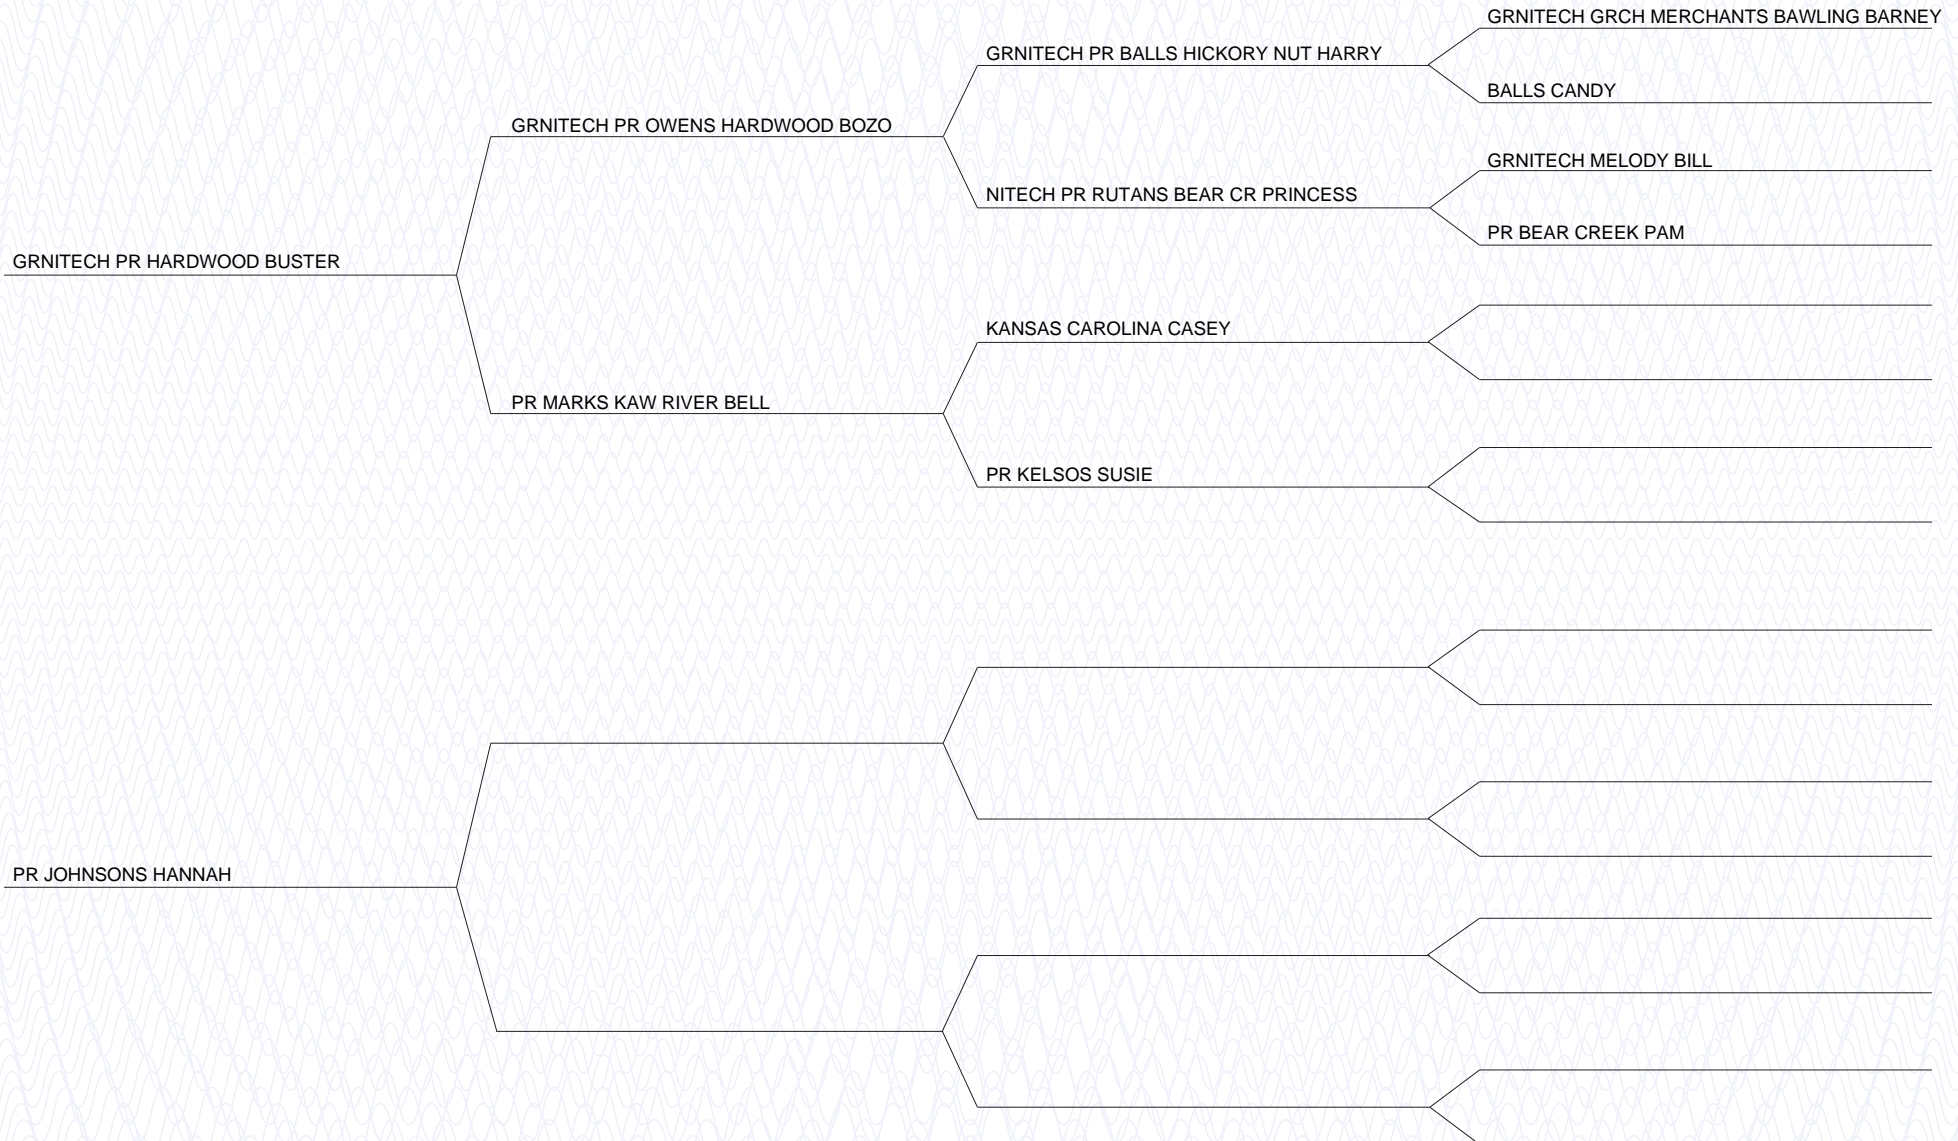 GRNITECH GRCH MERCHANTS BAWLING BARNEY
GRNITECH PR BALLS HICKORY NUT HARRY
BALLS CANDY
GRNITECH PR OWENS HARDWOOD BOZO
GRNITECH MELODY BILL
NITECH PR RUTANS BEAR CR PRINCESS
PR BEAR CREEK PAM
GRNITECH PR HARDWOOD BUSTER
KANSAS CAROLINA CASEY
PR MARKS KAW RIVER BELL
PR KELSOS SUSIE
PR JOHNSONS HANNAH